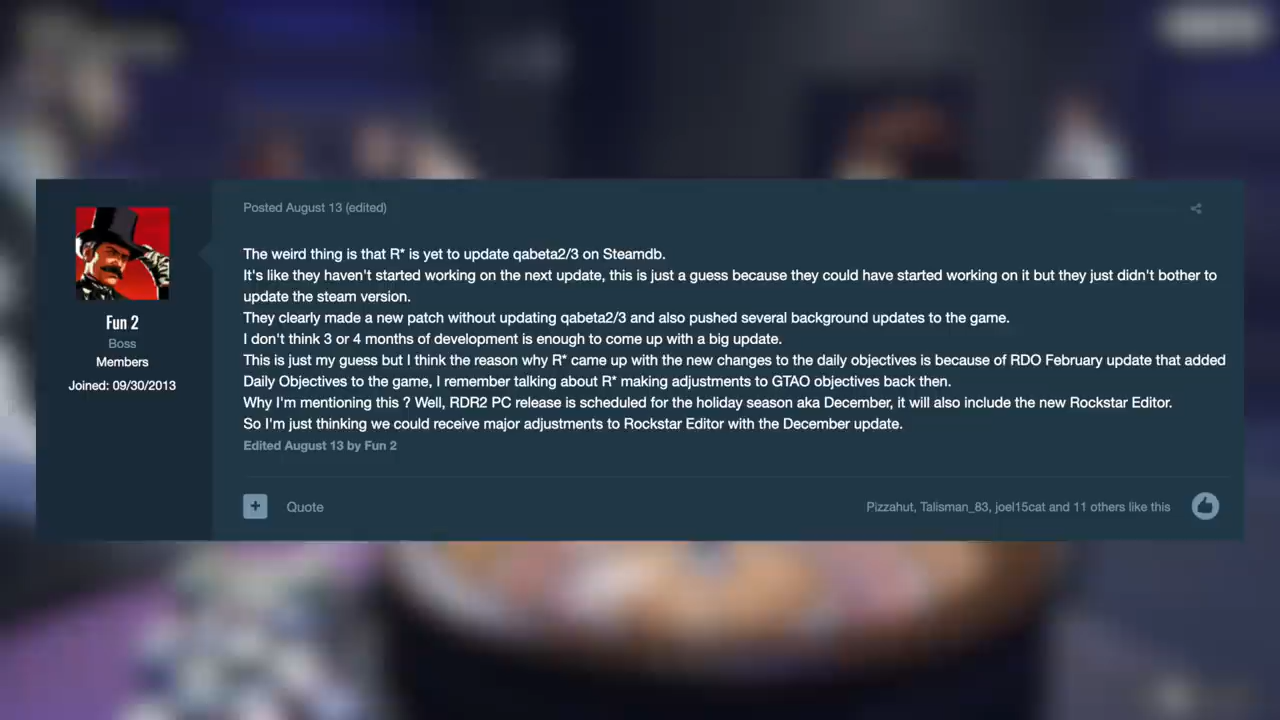 Posted August 13 (edited)
The weird thing is that R* is yet to update qabeta2/3 on Steamdb.
It's like they haven't started working on the next update, this is just a guess because they could have started working on it but they just didn't bother to
update the steam version.
They clearly made a new patch without updating qabeta2/3 and also pushed several background updates to the game.
I don't think 3 or 4 months of development is enough to come up with a big update.
This is just my guess but I think the reason why R* came up with the new changes to the daily objectives is because of RDO February update that added
Daily Objectives to the game, I remember talking about R* making adjustments to GTAO objectives back then.
Why I'm mentioning this ? Well, RDR2 PC release is scheduled for the holiday season aka December, it will also include the new Rockstar Editor.
So I'm just thinking we could receive major adjustments to Rockstar Editor with the December update.
Edited August 13 by Fun 2
Fun 2
Boss
Members
Joined: 09/30/2013
+ Quote
Pizzahut, Talisman_83, joel15cat and 11 others like this